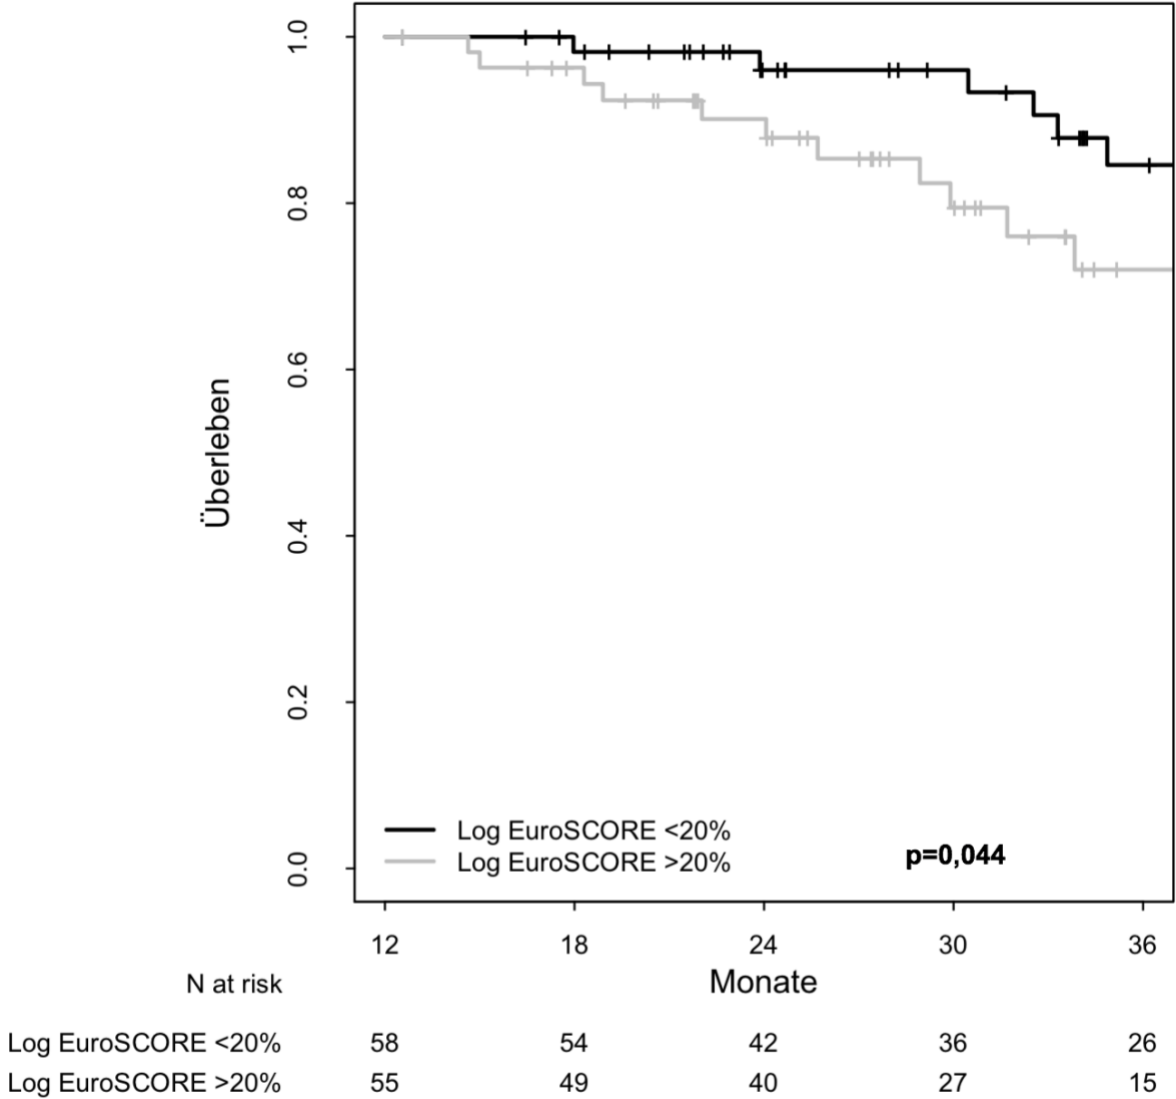 1.0
0.8
0.6
0.4
0.2
0.0
Überleben
Log EuroSCORE <20%
Log EuroSCORE >20%
p=0,044
12 18 24 30 36
N at risk Monate
Log EuroSCORE <20% 58 54 42 36 26
Log EuroSCORE >20% 55 49 40 27 15